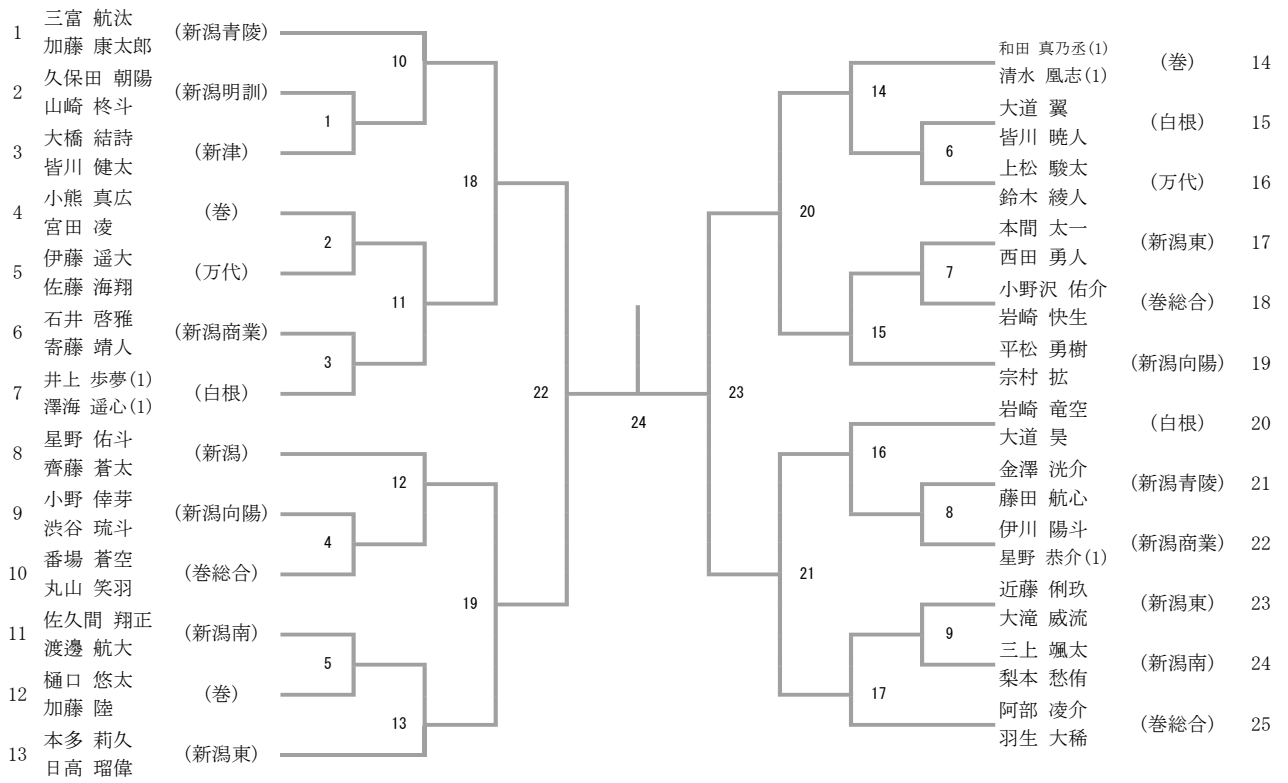 1 三富 航汰 (新潟青陵)
加藤 康太郎
2 久保田 朝陽 (新潟明訓)
山崎 柊斗
3 大橋 結詩 (新津)
皆川 健太
4 小熊 真広 (巻)
宮田 凌
5 伊藤 遥大 (万代)
佐藤 海翔
6 石井 啓雅 (新潟商業)
寄藤 靖人
7 井上 歩夢(1) (白根)
澤海 遥心(1)
8 星野 佑斗 (新潟)
齊藤 蒼太
9 小野 倖芽 (新潟向陽)
渋谷 琉斗
10 番場 蒼空 (巻総合)
丸山 笑羽
11 佐久間 翔正 (新潟南)
渡邊 航大
12 樋口 悠太 (巻)
加藤 陸
13 本多 莉久 (新潟東)
日高 瑠偉
10
1
18
2
11
3
22
12
4
19
5
13
24
23
14
6
20
7
15
16
8
21
9
17
和田 真乃丞(1) (巻) 14
清水 凰志(1)
大道 翼 (白根) 15
皆川 暁人
上松 駿太 (万代) 16
鈴木 綾人
本間 太一 (新潟東) 17
西田 勇人
小野沢 佑介 (巻総合) 18
岩崎 快生
平松 勇樹 (新潟向陽) 19
宗村 拡
岩崎 竜空 (白根) 20
大道 昊
金澤 洸介 (新潟青陵) 21
藤田 航心
伊川 陽斗 (新潟商業) 22
星野 恭介(1)
近藤 俐玖 (新潟東) 23
大滝 威流
三上 颯太 (新潟南) 24
梨本 愁侑
阿部 凌介 (巻総合) 25
羽生 大稀